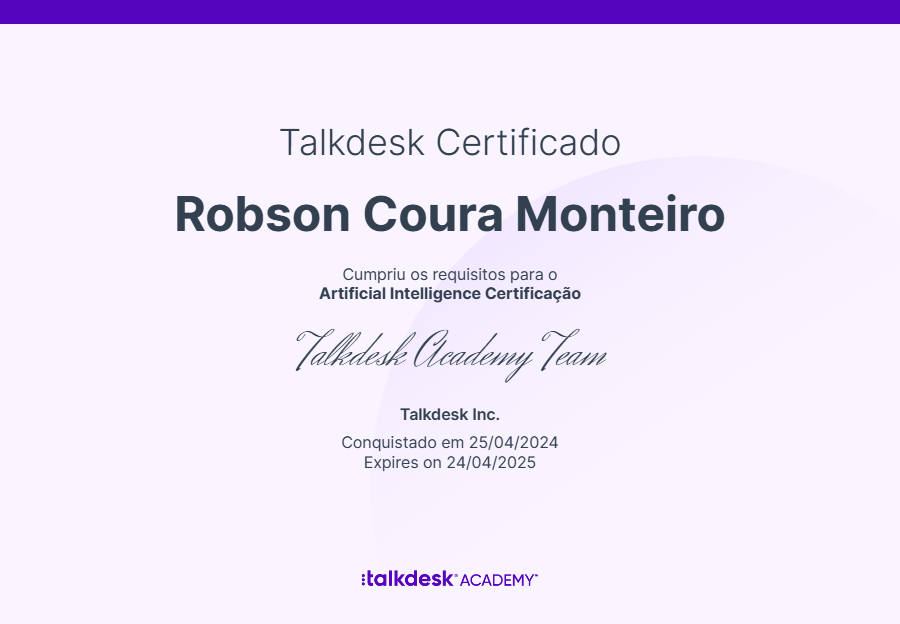 Talkdesk Certificado
Robson Coura Monteiro
Cumpriu os requisitos para o
Artificial Intelligence Certificação
Talkdesk Academy Team
Talkdesk Inc.
Conquistado em 25/04/2024
Expires on 24/04/2025
:talkdesk® ACADEMY™